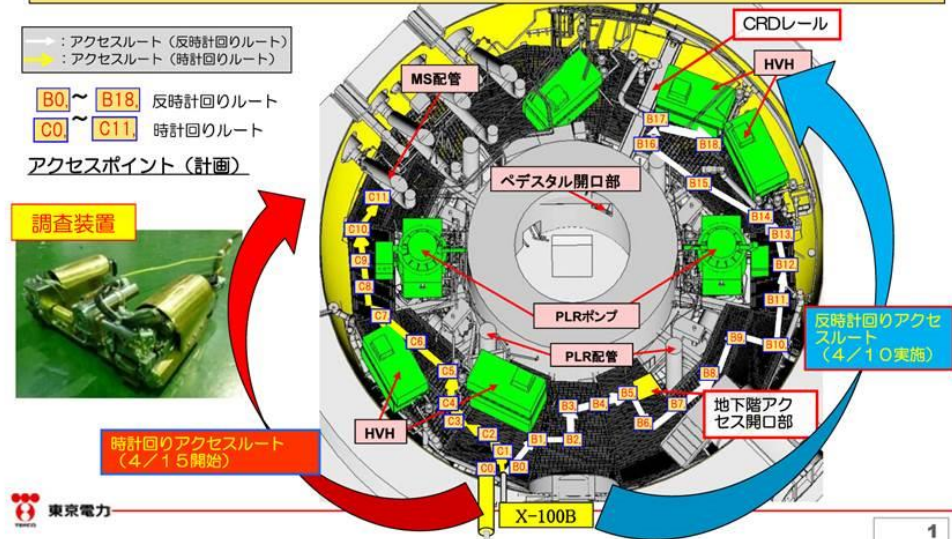 ：アクセスルート（反時計回りルート）
：アクセスルート（時計回りルート）
B0,～B18, 反時計回りルート
C0,～C11, 時計回りルート
アクセスポイント（計画）
調査装置
MS配管
CRDレール
HVH
ペデスタル開口部
PLRポンプ
PLR配管
HVH
地下階アク
セス開口部
反時計回りアクセ
スルート
（4／10実施）
時計回りアクセスルート
（4／15開始）
X-100B
B17,
B18,
B16,
B15,
B14,
B13,
B12,
B11,
B10,
B9,
B8,
B7,
B6,
B5,
B4,
B3,
B2,
B1,
B0,
C11,
C10,
C9,
C8,
C7,
C6,
C5,
C4,
C3,
C2,
C1,
C0,
東京電力
TEPCO
1